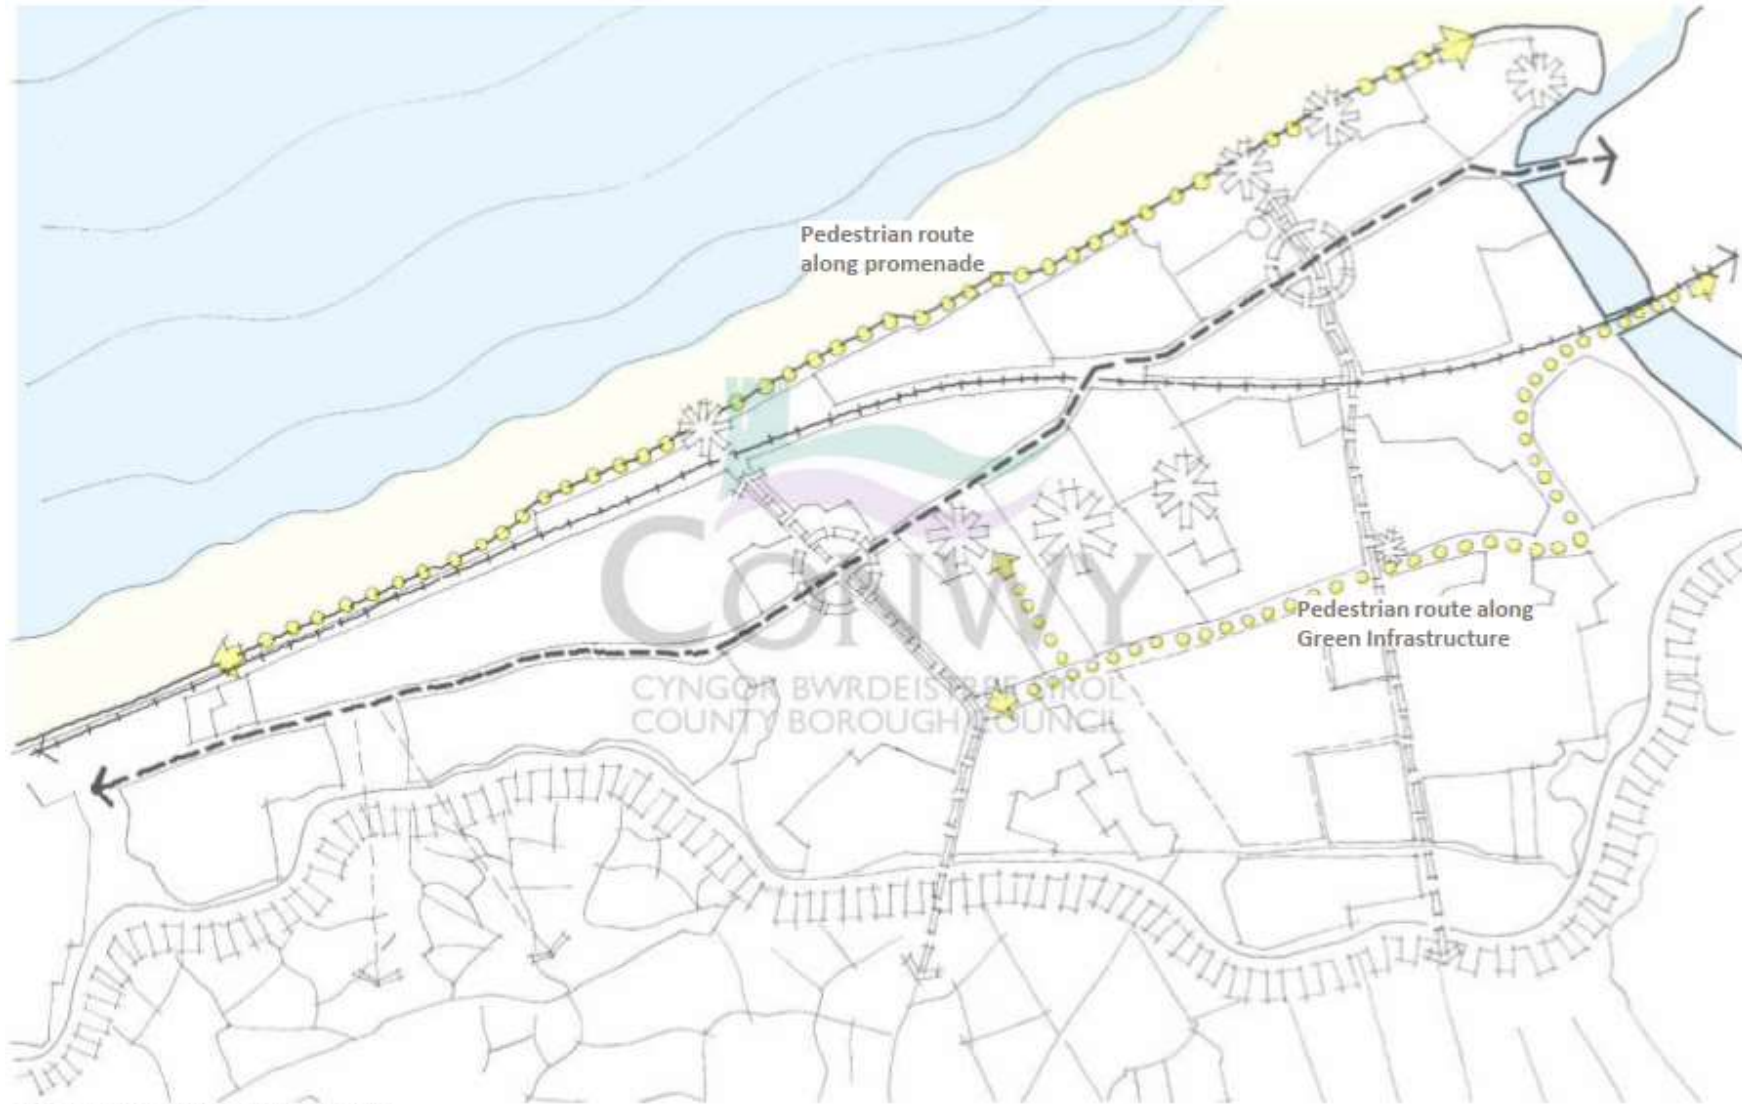 Pedestrian route
along promenade
CONWY
Pedestrian route along
Green Infrastructure
CYNGOR BWRDEISTREF SIROL
COUNTY BOROUGH COUNCIL